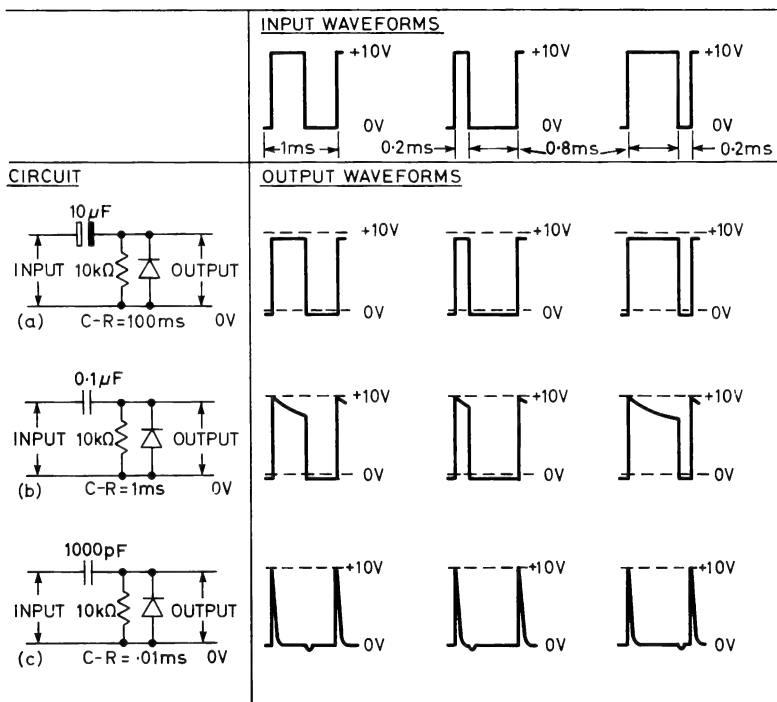 INPUT WAVEFORMS
+10V +10V +10V
0V 0V 0V
1ms 0·2ms 0·8ms 0·2ms
CIRCUIT OUTPUT WAVEFORMS
10µF
INPUT 10kΩ OUTPUT
(a) C-R=100ms 0V
+10V +10V +10V
0V 0V 0V
0·1µF
INPUT 10kΩ OUTPUT
(b) C-R=1ms 0V
+10V +10V +10V
0V 0V 0V
1000pF
INPUT 10kΩ OUTPUT
(c) C-R=·01ms 0V
+10V +10V +10V
0V 0V 0V